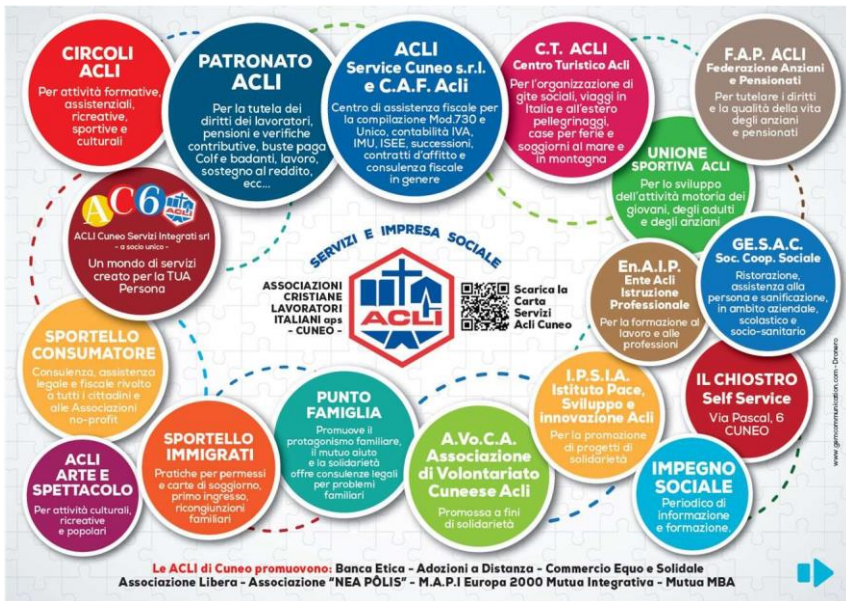 CIRCOLI
ACLI
Per attività formative,
assistenziali,
ricreative,
sportive e
culturali
PATRONATO
ACLI
Per la tutela dei
diritti dei lavoratori,
pensioni e verifiche
contributive, buste paga
Colf e badanti, lavoro,
sostegno al reddito,
ecc...
ACLI
Service Cuneo s.r.l.
e C.A.F. Acli
Centro di assistenza fiscale per
la compilazione Mod.730 e
Unico, contabilità IVA,
IMU, ISEE, successioni,
contratti d'affitto e
consulenza fiscale
in genere
C.T. ACLI
Centro Turistico Acli
Per l'organizzazione di
gite sociali, viaggi in
Italia e all'estero
pellegrinaggi,
case per ferie e
soggiorni al mare e
in montagna
F.A.P. ACLI
Federazione Anziani
e Pensionati
Per tutelare i diritti
e la qualità della vita
degli anziani
e pensionati
UNIONE
SPORTIVA ACLI
Per lo sviluppo
dell'attività motoria dei
giovani, degli adulti
e degli anziani
AC6 ACLI
ACLI Cuneo Servizi Integrati srl
- a socio unico -
Un mondo di servizi
creato per la TUA
Persona
SERVIZI E IMPRESA SOCIALE
ASSOCIAZIONI
CRISTIANE
LAVORATORI
ITALIANI aps
- CUNEO -
ACLI
Scarica la
Carta
Servizi
Acli Cuneo
En.A.I.P.
Ente Acli
Istruzione
Professionale
Per la formazione al
lavoro e alle
professioni
GE.S.A.C.
Soc. Coop. Sociale
Ristorazione,
assistenza alla
persona e sanificazione,
in ambito aziendale,
scolastico e
socio-sanitario
SPORTELLO
CONSUMATORE
Consulenza, assistenza
legale e fiscale rivolto
a tutti i cittadini e
alle Associazioni
no-profit
SPORTELLO
IMMIGRATI
Pratiche per permessi
e carte di soggiorno,
primo ingresso,
ricongiunzioni
familiari
PUNTO
FAMIGLIA
Promuove il
protagonismo familiare,
il mutuo aiuto
e la solidarietà
offre consulenze legali
per problemi
familiari
A.Vo.C.A.
Associazione
di Volontariato
Cuneese Acli
Promossa a fini
di solidarietà
I.P.S.I.A.
Istituto Pace,
Sviluppo e
innovazione Acli
Per la promozione
di progetti di
solidarietà
IL CHIOSTRO
Self Service
Via Pascal, 6
CUNEO
ACLI
ARTE E
SPETTACOLO
Per attività culturali,
ricreative
e popolari
IMPEGNO
SOCIALE
Periodico di
informazione
e formazione.
www.gemcommunication.com - Dronero
Le ACLI di Cuneo promuovono: Banca Etica - Adozioni a Distanza - Commercio Equo e Solidale
Associazione Libera - Associazione "NEA PÓLIS" - M.A.P.I Europa 2000 Mutua Integrativa - Mutua MBA